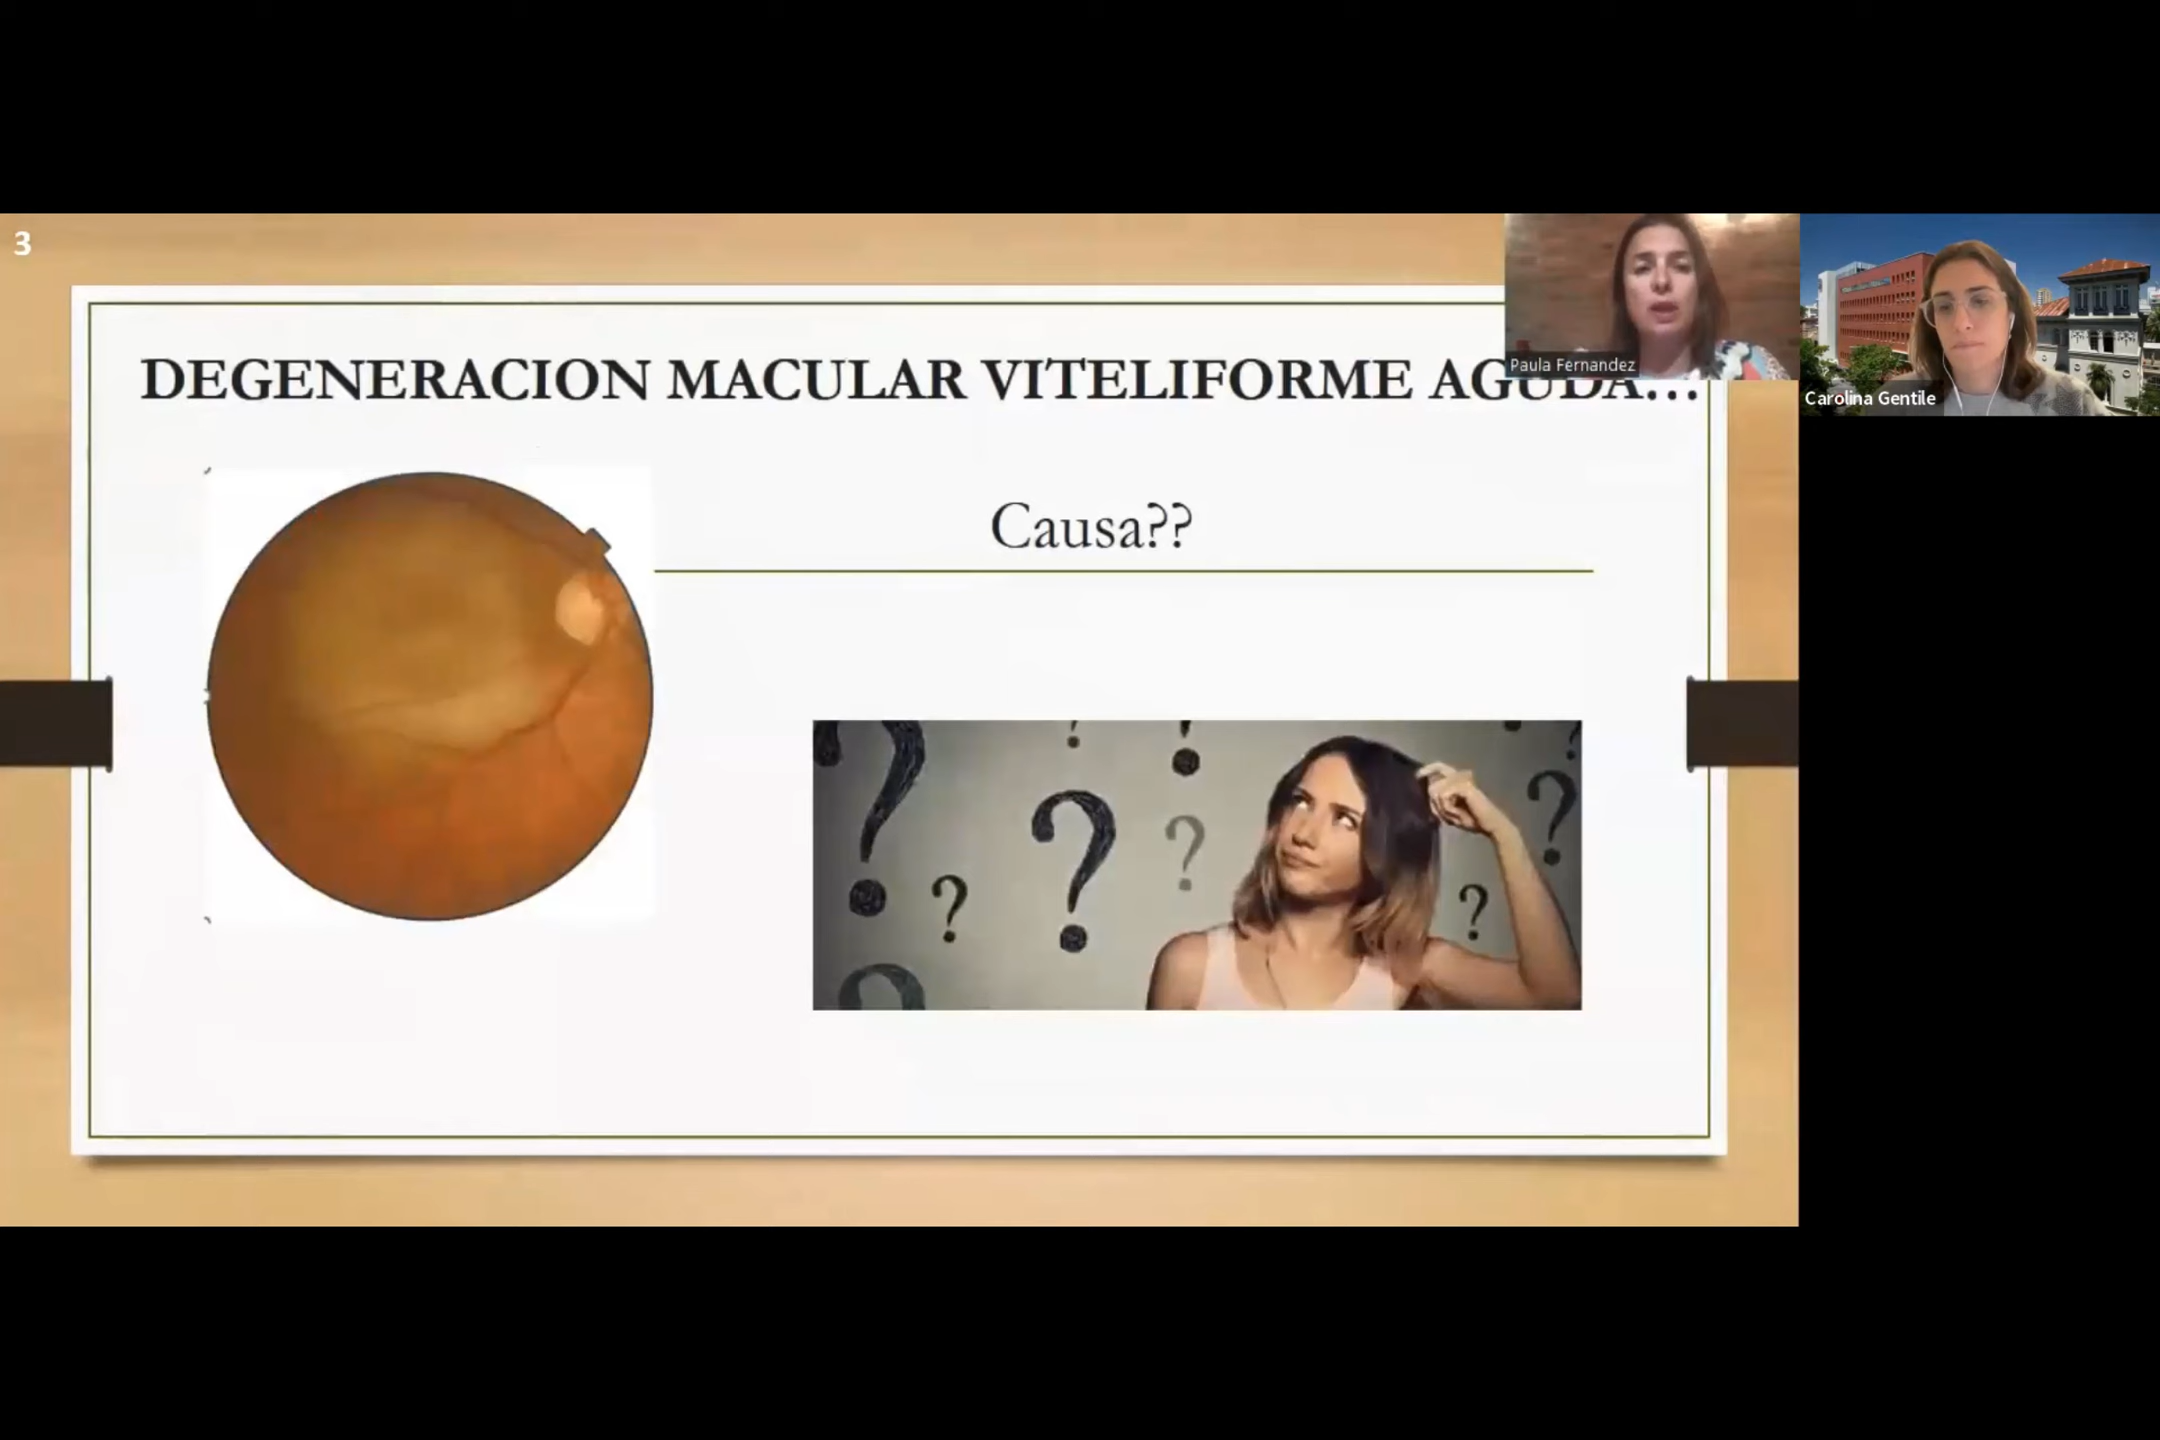 3
DEGENERACION MACULAR VITELIFORME AGUDA...
Paula Fernandez
Carolina Gentile
Causa??
? ? ? ? ? ? ? ? ? ?